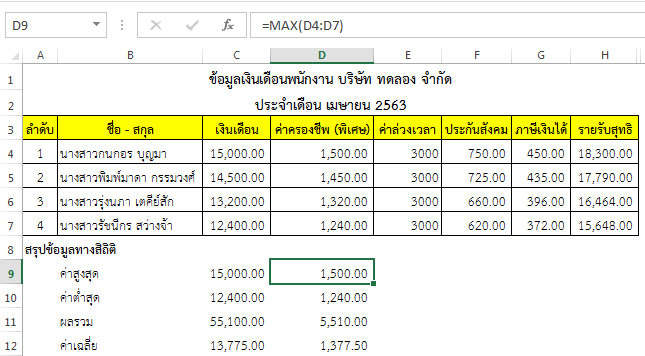 D9 fx =MAX(D4:D7)
A B C D E F G H
1 ข้อมูลเงินเดือนพนักงาน บริษัท ทดลอง จำกัด
2 ประจำเดือน เมษายน 2563
3 ลำดับ ชื่อ - สกุล เงินเดือน ค่าครองชีพ (พิเศษ) ค่าล่วงเวลา ประกันสังคม ภาษีเงินได้ รายรับสุทธิ
4 1 นางสาวกนกอร บุญมา 15,000.00 1,500.00 3000 750.00 450.00 18,300.00
5 2 นางสาวพิมพ์มาดา กรรมวงศ์ 14,500.00 1,450.00 3000 725.00 435.00 17,790.00
6 3 นางสาวรุ่งนภา เตคีย์สัก 13,200.00 1,320.00 3000 660.00 396.00 16,464.00
7 4 นางสาวรัชนีกร สว่างจ้า 12,400.00 1,240.00 3000 620.00 372.00 15,648.00
8 สรุปข้อมูลทางสิถิติ
9 ค่าสูงสุด 15,000.00 1,500.00
10 ค่าต่ำสุด 12,400.00 1,240.00
11 ผลรวม 55,100.00 5,510.00
12 ค่าเฉลี่ย 13,775.00 1,377.50